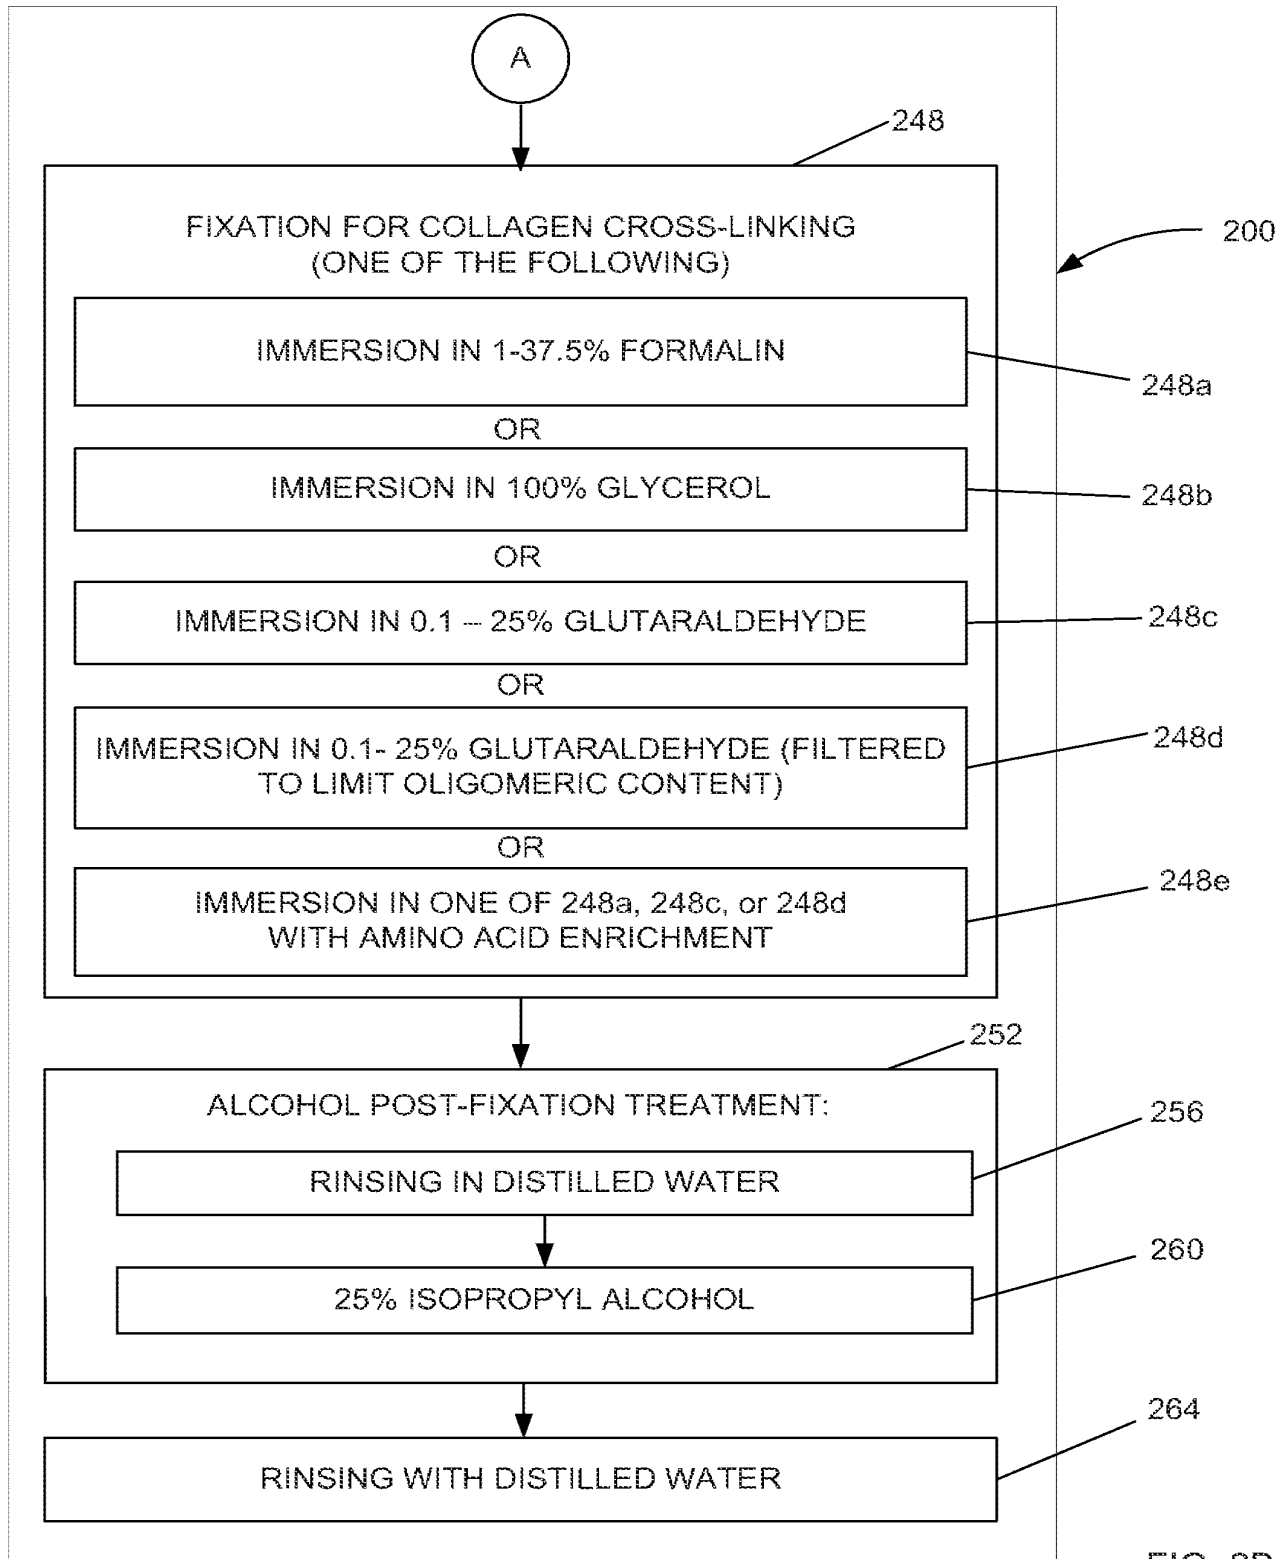 A
248
FIXATION FOR COLLAGEN CROSS-LINKING
(ONE OF THE FOLLOWING)
200
IMMERSION IN 1-37.5% FORMALIN
248a
OR
IMMERSION IN 100% GLYCEROL
248b
OR
IMMERSION IN 0.1 – 25% GLUTARALDEHYDE
248c
OR
IMMERSION IN 0.1- 25% GLUTARALDEHYDE (FILTERED
TO LIMIT OLIGOMERIC CONTENT)
248d
OR
IMMERSION IN ONE OF 248a, 248c, or 248d
WITH AMINO ACID ENRICHMENT
248e
252
ALCOHOL POST-FIXATION TREATMENT:
256
RINSING IN DISTILLED WATER
260
25% ISOPROPYL ALCOHOL
264
RINSING WITH DISTILLED WATER